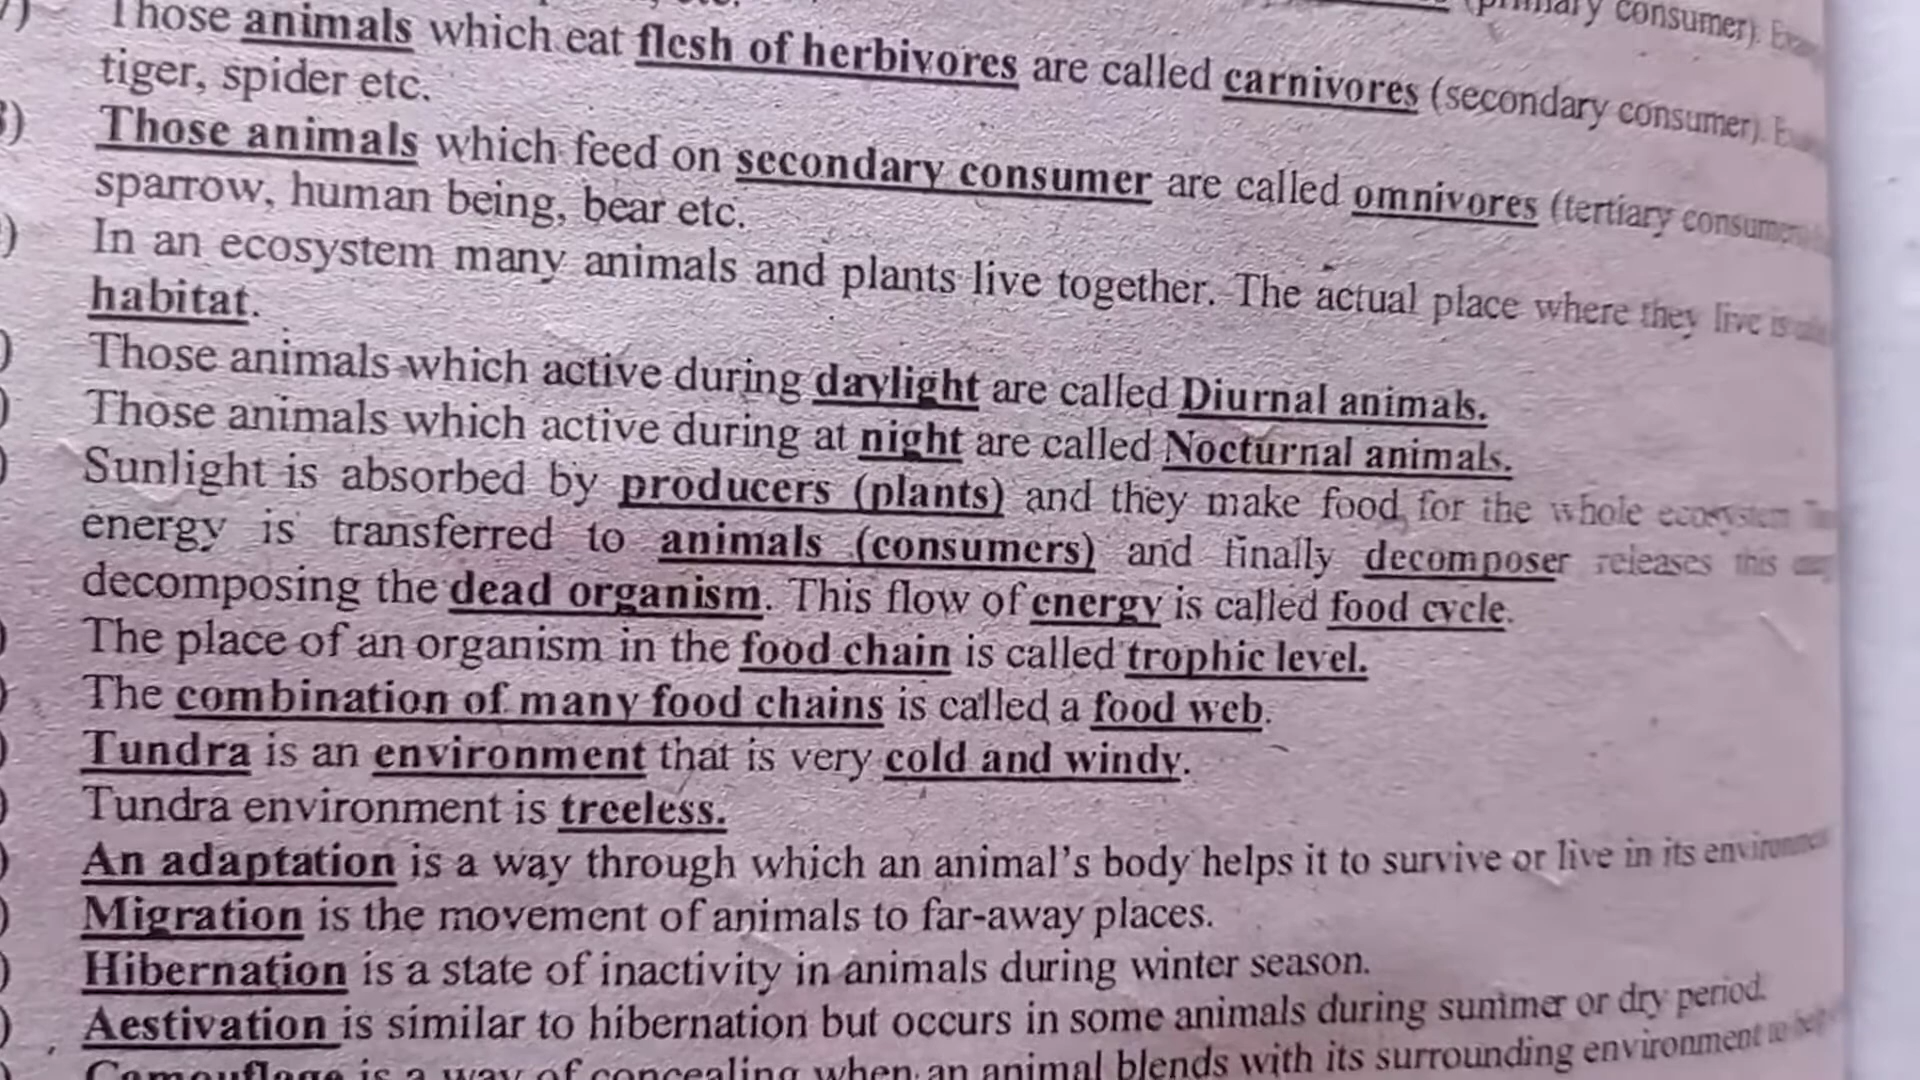 (primary consumer).
Those animals which eat flesh of herbivores are called carnivores (secondary consumer).
tiger, spider etc.
Those animals which feed on secondary consumer are called omnivores (tertiary
sparrow, human being, bear etc.
In an ecosystem many animals and plants live together. The actual place where they live is
habitat.
Those animals which active during daylight are called Diurnal animals.
Those animals which active during at night are called Nocturnal animals.
Sunlight is absorbed by producers (plants) and they make food for the whole ecosystem
energy is transferred to animals (consumers) and finally decomposer releases this
decomposing the dead organism. This flow of energy is called food cycle.
The place of an organism in the food chain is called trophic level.
The combination of many food chains is called a food web.
Tundra is an environment that is very cold and windy.
Tundra environment is treeless.
An adaptation is a way through which an animal's body helps it to survive or live in its
Migration is the movement of animals to far-away places.
Hibernation is a state of inactivity in animals during winter season.
Aestivation is similar to hibernation but occurs in some animals during summer or dry period.
Camouflage is a way of concealing when an animal blends with its surrounding environment to